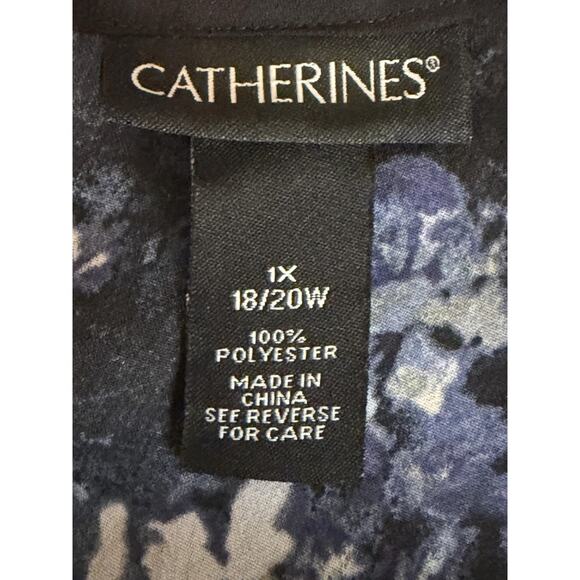 CATHERINES®
1X
18/20W
100%
POLYESTER
MADE IN
CHINA
SEE REVERSE
FOR CARE